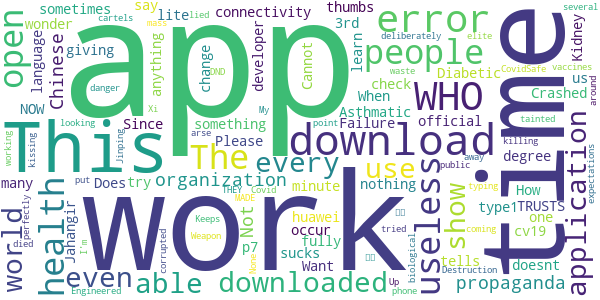 app
work
time
This
download
WHO
people
error
open
health
useless
application
downloaded
able
world
even
every
use
show
The
propaganda
organization
Not
NOW
Chinese
language
wonder
sometimes
cartels
lied
say
mass
lite
deliberately
elite
giving
anything
change
DND
connectivity
thumbs
3rd
developer
Cannot
learn
CovidSafe
vaccines
several
Kidney
us
Diabetic
check
When
Crashed
waste
danger
Xi
My
Since
something
Please
Asthmatic
Failure
official
tainted
around
looking
arse
point
degree
How
TRUSTS
killing
expectations
working
kissing
Jinping
many
Does
try
minute
nothing
type1
one
public
away
died
perfectly
put
THEY
Covid
occur
fully
doesnt
cv19
Jahangir
p7
huawei
tells
typing
MADE
tried
coming
I'm
corrupted
Keeps
Weapon
sucks
Want
None
Up
phone
biological
Destruction
Engineered